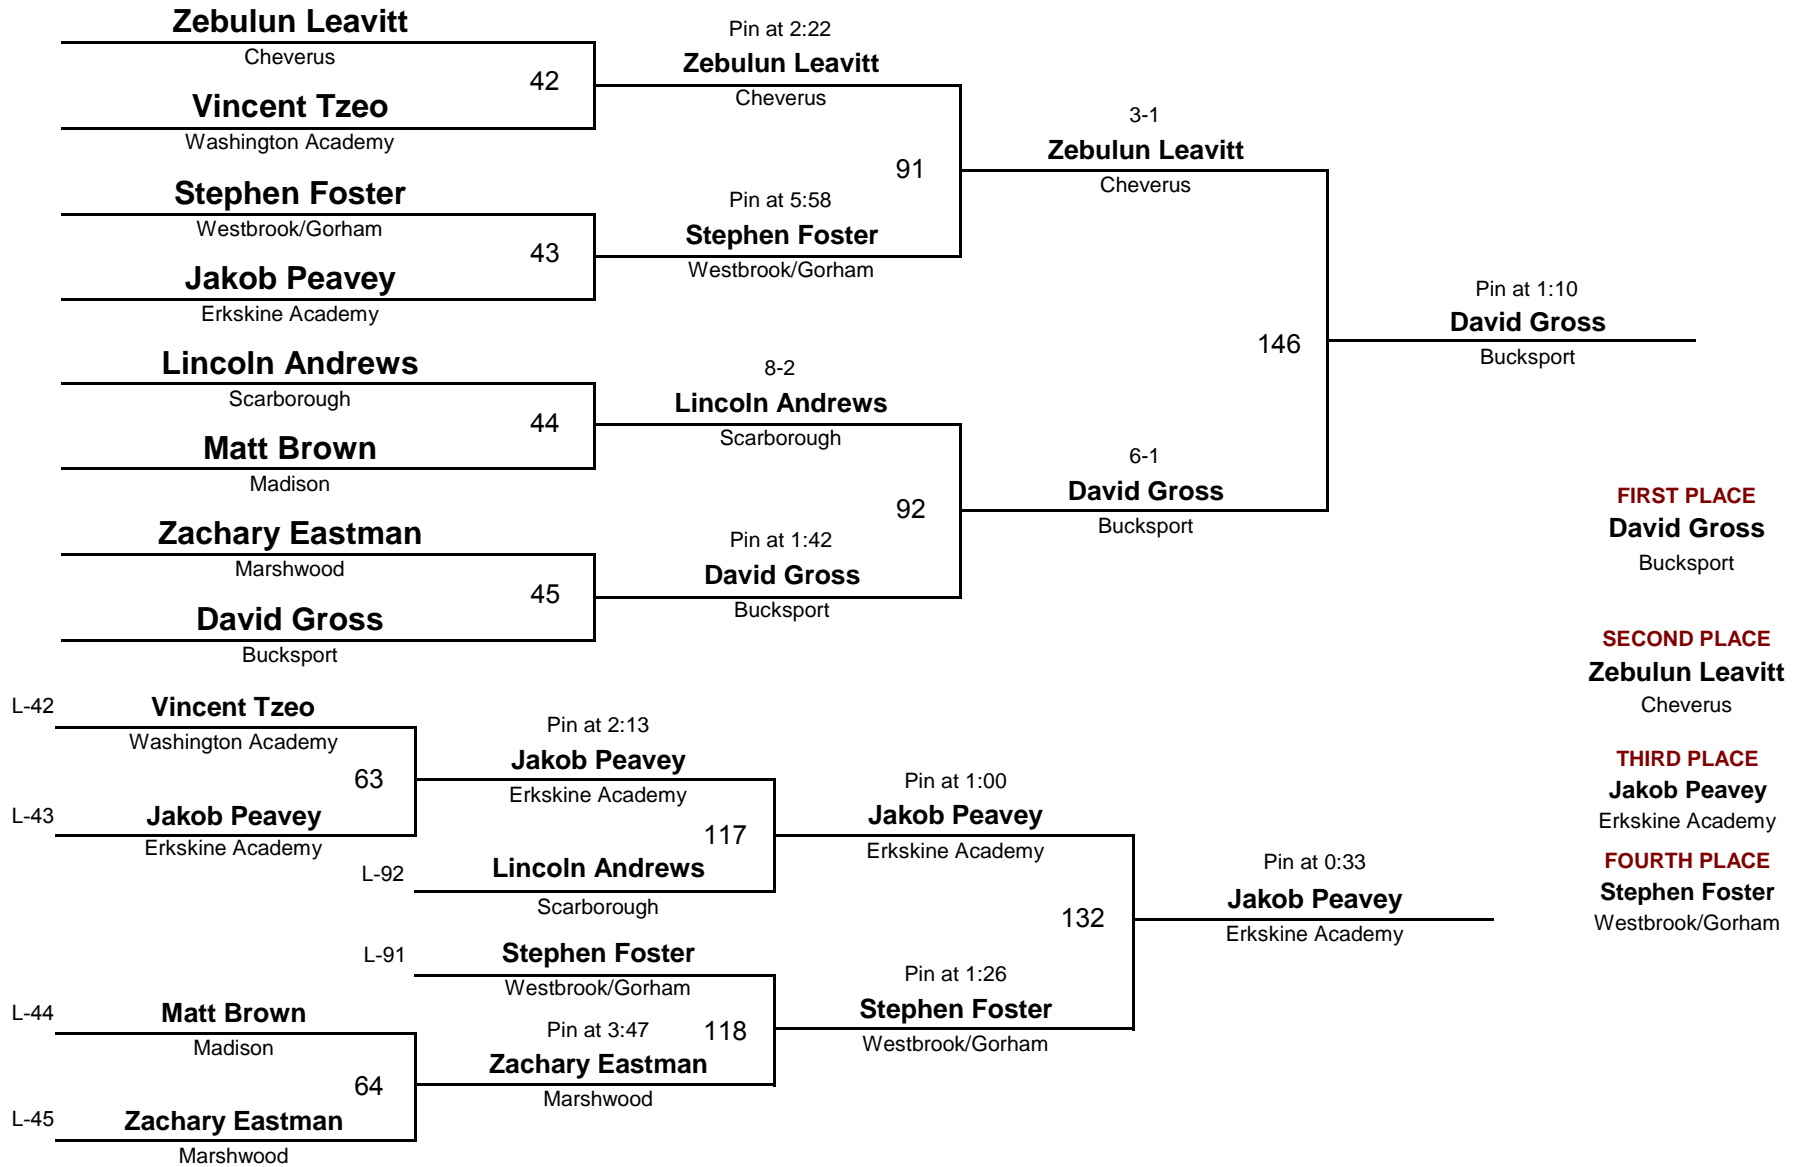 Zebulun Leavitt
Cheverus
42
Vincent Tzeo
Washington Academy
Stephen Foster
Westbrook/Gorham
43
Jakob Peavey
Erkskine Academy
Lincoln Andrews
Scarborough
44
Matt Brown
Madison
Zachary Eastman
Marshwood
45
David Gross
Bucksport
Pin at 2:22
Zebulun Leavitt
Cheverus
91
Pin at 5:58
Stephen Foster
Westbrook/Gorham
8-2
Lincoln Andrews
Scarborough
92
Pin at 1:42
David Gross
Bucksport
3-1
Zebulun Leavitt
Cheverus
146
6-1
David Gross
Bucksport
Pin at 1:10
David Gross
Bucksport
L-42
Vincent Tzeo
Washington Academy
63
L-43
Jakob Peavey
Erkskine Academy
L-44
Matt Brown
Madison
64
L-45
Zachary Eastman
Marshwood
Pin at 2:13
Jakob Peavey
Erkskine Academy
117
L-92
Lincoln Andrews
Scarborough
L-91
Stephen Foster
Westbrook/Gorham
118
Pin at 3:47
Zachary Eastman
Marshwood
Pin at 1:00
Jakob Peavey
Erkskine Academy
132
Pin at 1:26
Stephen Foster
Westbrook/Gorham
Pin at 0:33
Jakob Peavey
Erkskine Academy
FIRST PLACE
David Gross
Bucksport
SECOND PLACE
Zebulun Leavitt
Cheverus
THIRD PLACE
Jakob Peavey
Erkskine Academy
FOURTH PLACE
Stephen Foster
Westbrook/Gorham